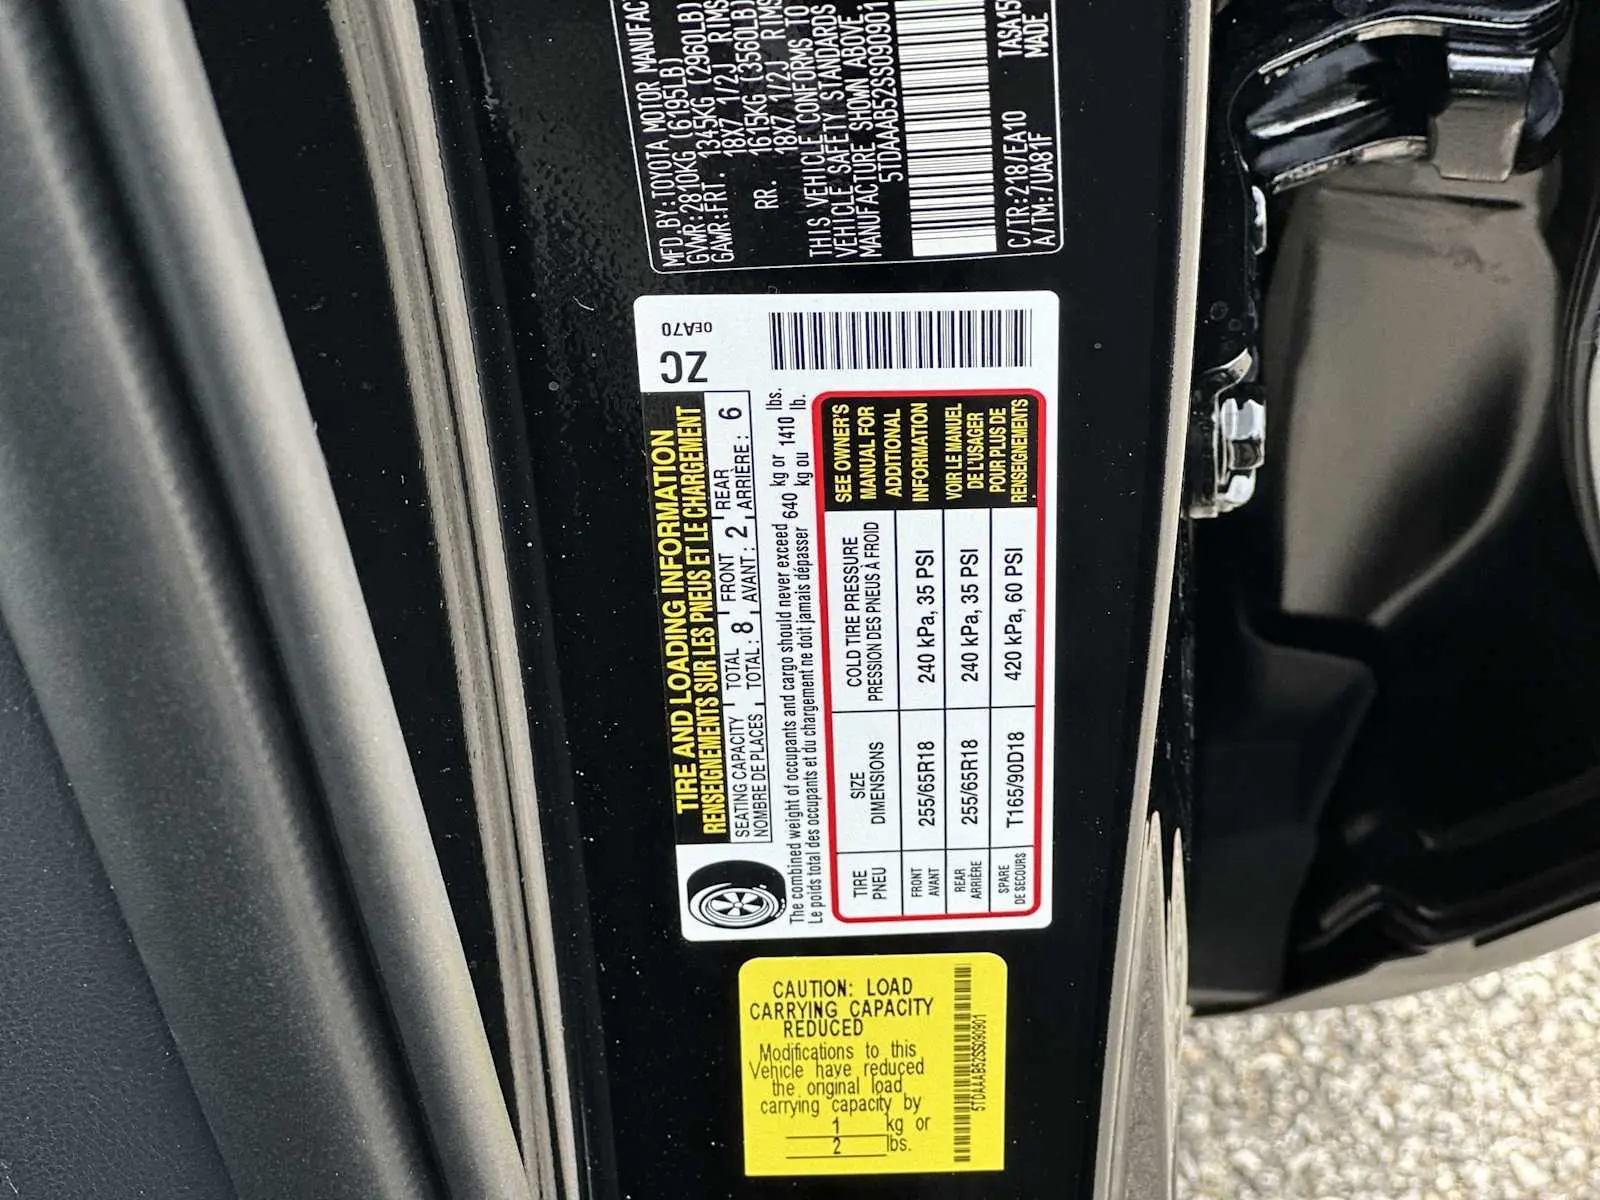 MFD.BY:TOYOTA MOTOR MANUFAC
GVWR:2810KG(6195LB)
GAWR:FRT. 1345KG(2960LB)
18X7 1/2J RIMS
RR. 1615KG(3560LB)
18X7 1/2J RIMS
THIS VEHICLE CONFORMS TO
VEHICLE SAFETY STANDARDS
MANUFACTURE SHOWN ABOVE.
5TDAAAB52SS090901
C/TR:218/EA10 TASA15
A/TM:/UA81F MADE
TIRE AND LOADING INFORMATION
RENSEIGNEMENTS SUR LES PNEUS ET LE CHARGEMENT
ZC 0EA70
SEATING CAPACITY TOTAL FRONT REAR
NOMBRE DE PLACES TOTAL: 8 AVANT: 2 ARRIÈRE: 6
The combined weight of occupants and cargo should never exceed 640 kg or 1410 lbs.
Le poids total des occupants et du chargement ne doit jamais dépasser kg ou lb.
TIRE SIZE COLD TIRE PRESSURE
PNEU DIMENSIONS PRESSION DES PNEUS À FROID
FRONT
AVANT 255/65R18 240 kPa, 35 PSI
REAR
ARRIÈRE 255/65R18 240 kPa, 35 PSI
SPARE
DE SECOURS T165/90D18 420 kPa, 60 PSI
SEE OWNER'S
MANUAL FOR
ADDITIONAL
INFORMATION
VOIR LE MANUEL
DE L'USAGER
POUR PLUS DE
RENSEIGNEMENTS
CAUTION: LOAD
CARRYING CAPACITY
REDUCED
Modifications to this
Vehicle have reduced
the original load
carrying capacity by
1 kg or
2 lbs.
5TDAAAB52SS090901